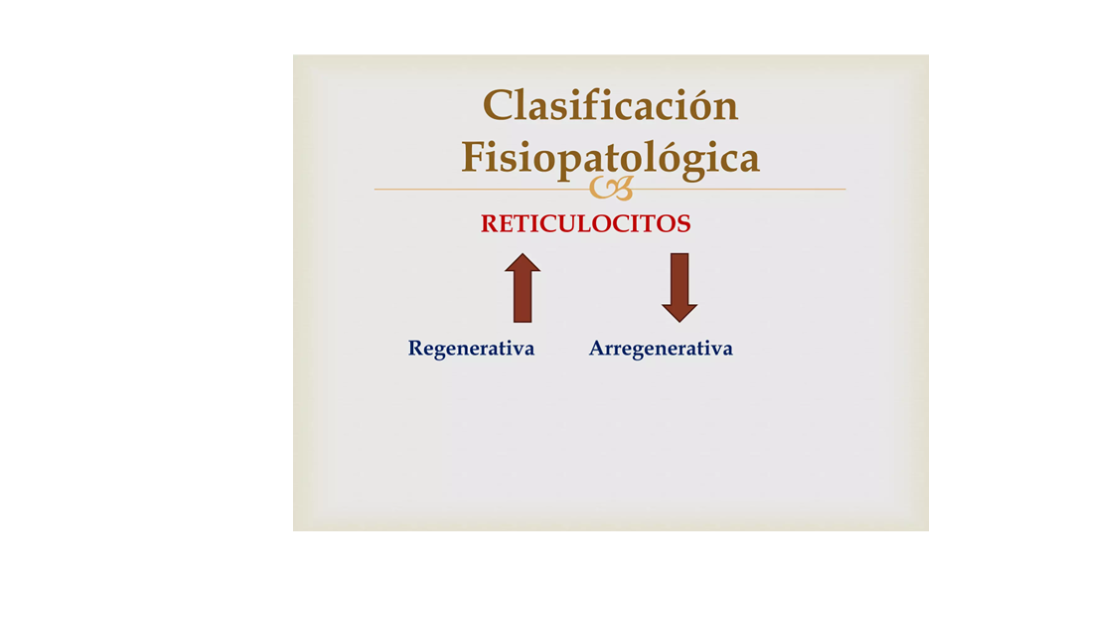 Clasificación
Fisiopatológica
RETICULOCITOS
Regenerativa Arregenerativa